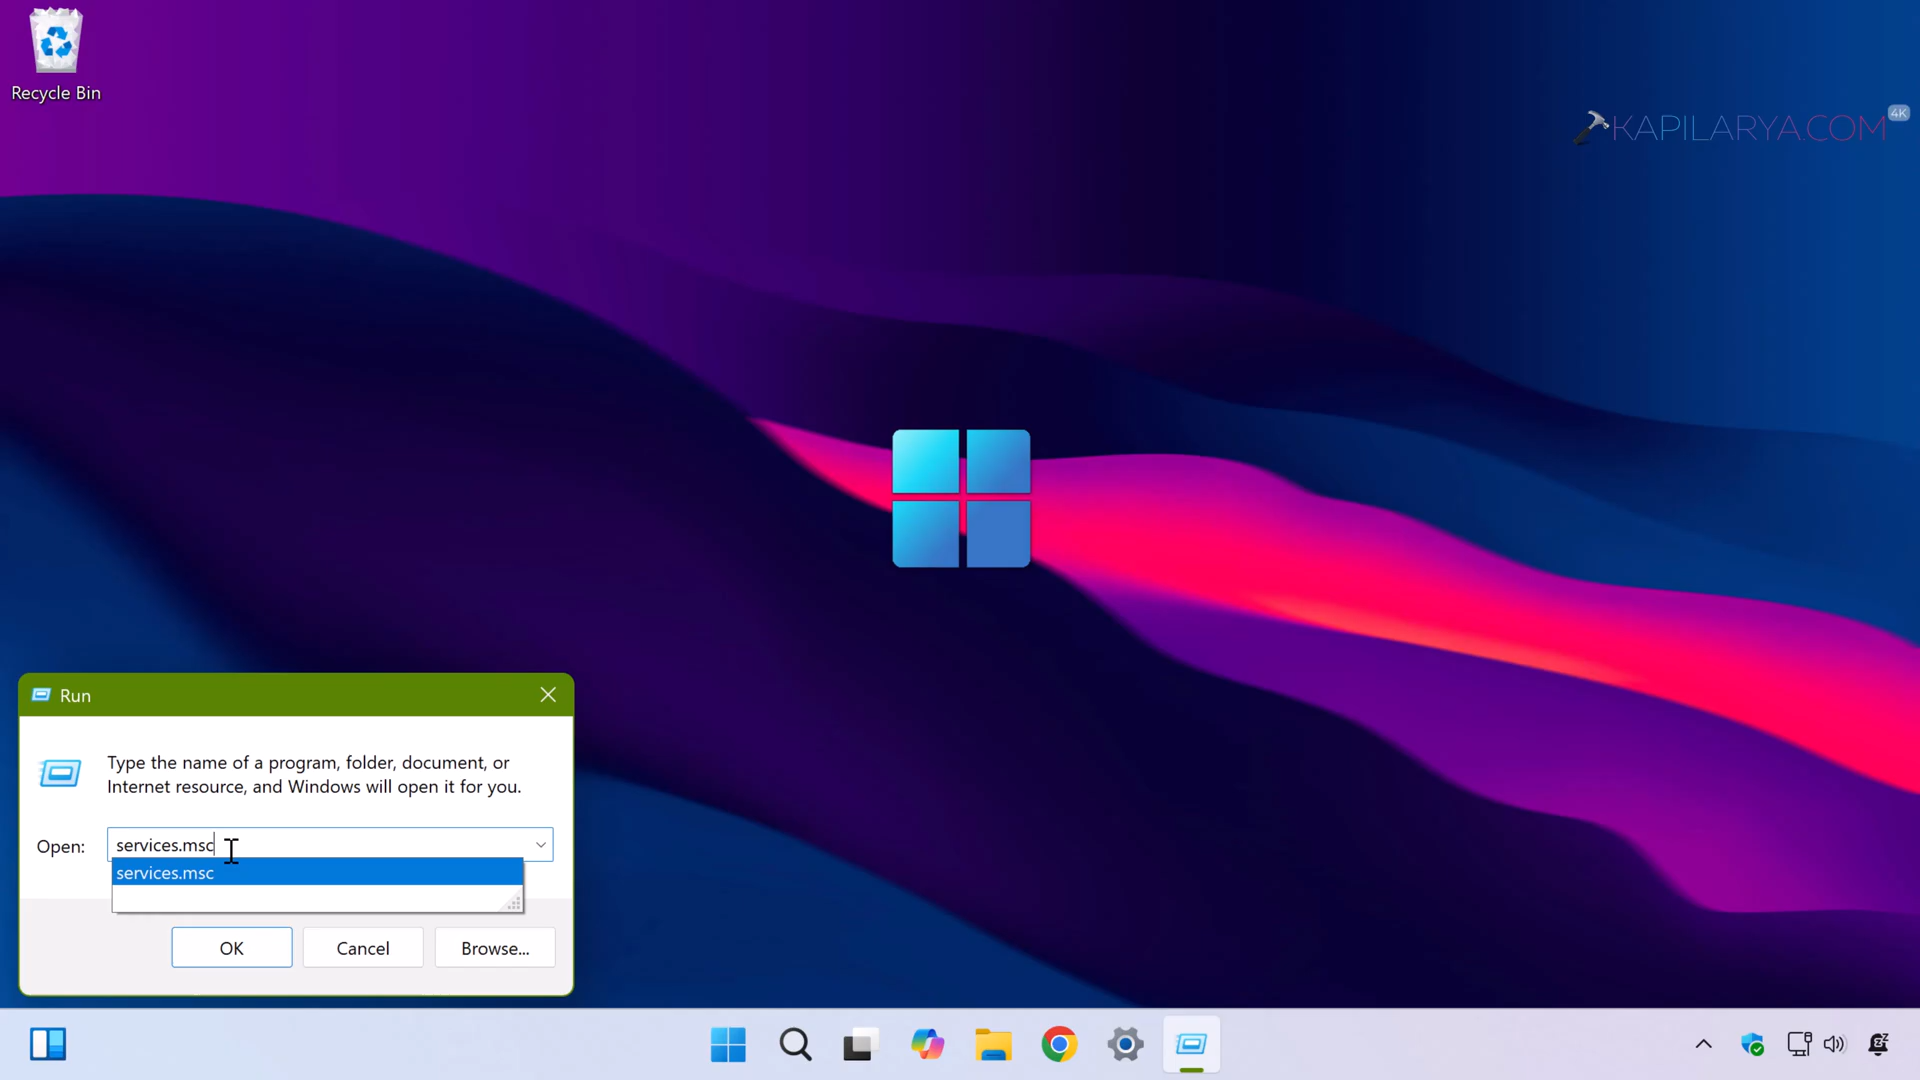 Recycle Bin
KAPILARYA.COM
4K
Run
Type the name of a program, folder, document, or
Internet resource, and Windows will open it for you.
Open:
services.msc
services.msc
OK
Cancel
Browse...